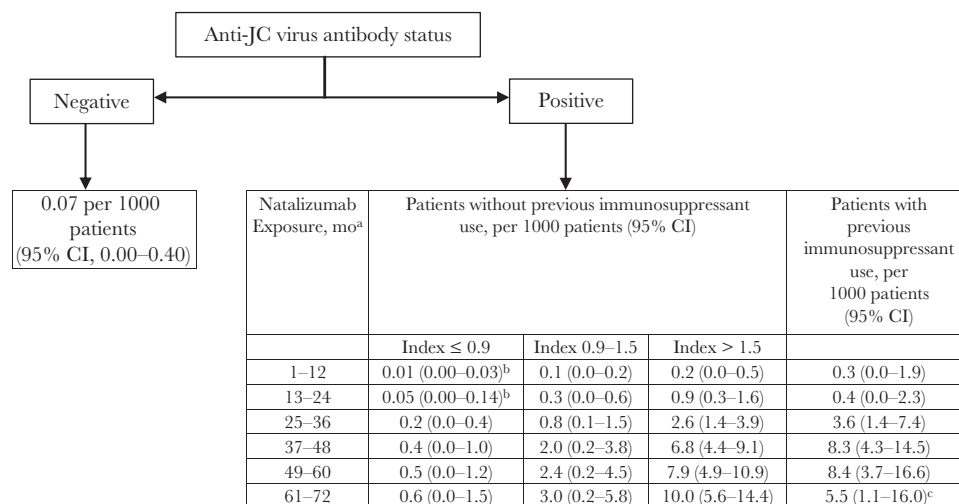 Anti-JC virus antibody status
Negative
Positive
0.07 per 1000
patients
(95% CI, 0.00–0.40)
Natalizumab
Exposure, moᵃ
Patients without previous immunosuppressant
use, per 1000 patients (95% CI)
Patients with
previous
immunosuppressant
use, per
1000 patients
(95% CI)
Index ≤ 0.9 Index 0.9–1.5 Index > 1.5
1–12 0.01 (0.00–0.03)ᵇ 0.1 (0.0–0.2) 0.2 (0.0–0.5) 0.3 (0.0–1.9)
13–24 0.05 (0.00–0.14)ᵇ 0.3 (0.0–0.6) 0.9 (0.3–1.6) 0.4 (0.0–2.3)
25–36 0.2 (0.0–0.4) 0.8 (0.1–1.5) 2.6 (1.4–3.9) 3.6 (1.4–7.4)
37–48 0.4 (0.0–1.0) 2.0 (0.2–3.8) 6.8 (4.4–9.1) 8.3 (4.3–14.5)
49–60 0.5 (0.0–1.2) 2.4 (0.2–4.5) 7.9 (4.9–10.9) 8.4 (3.7–16.6)
61–72 0.6 (0.0–1.5) 3.0 (0.2–5.8) 10.0 (5.6–14.4) 5.5 (1.1–16.0)ᶜ